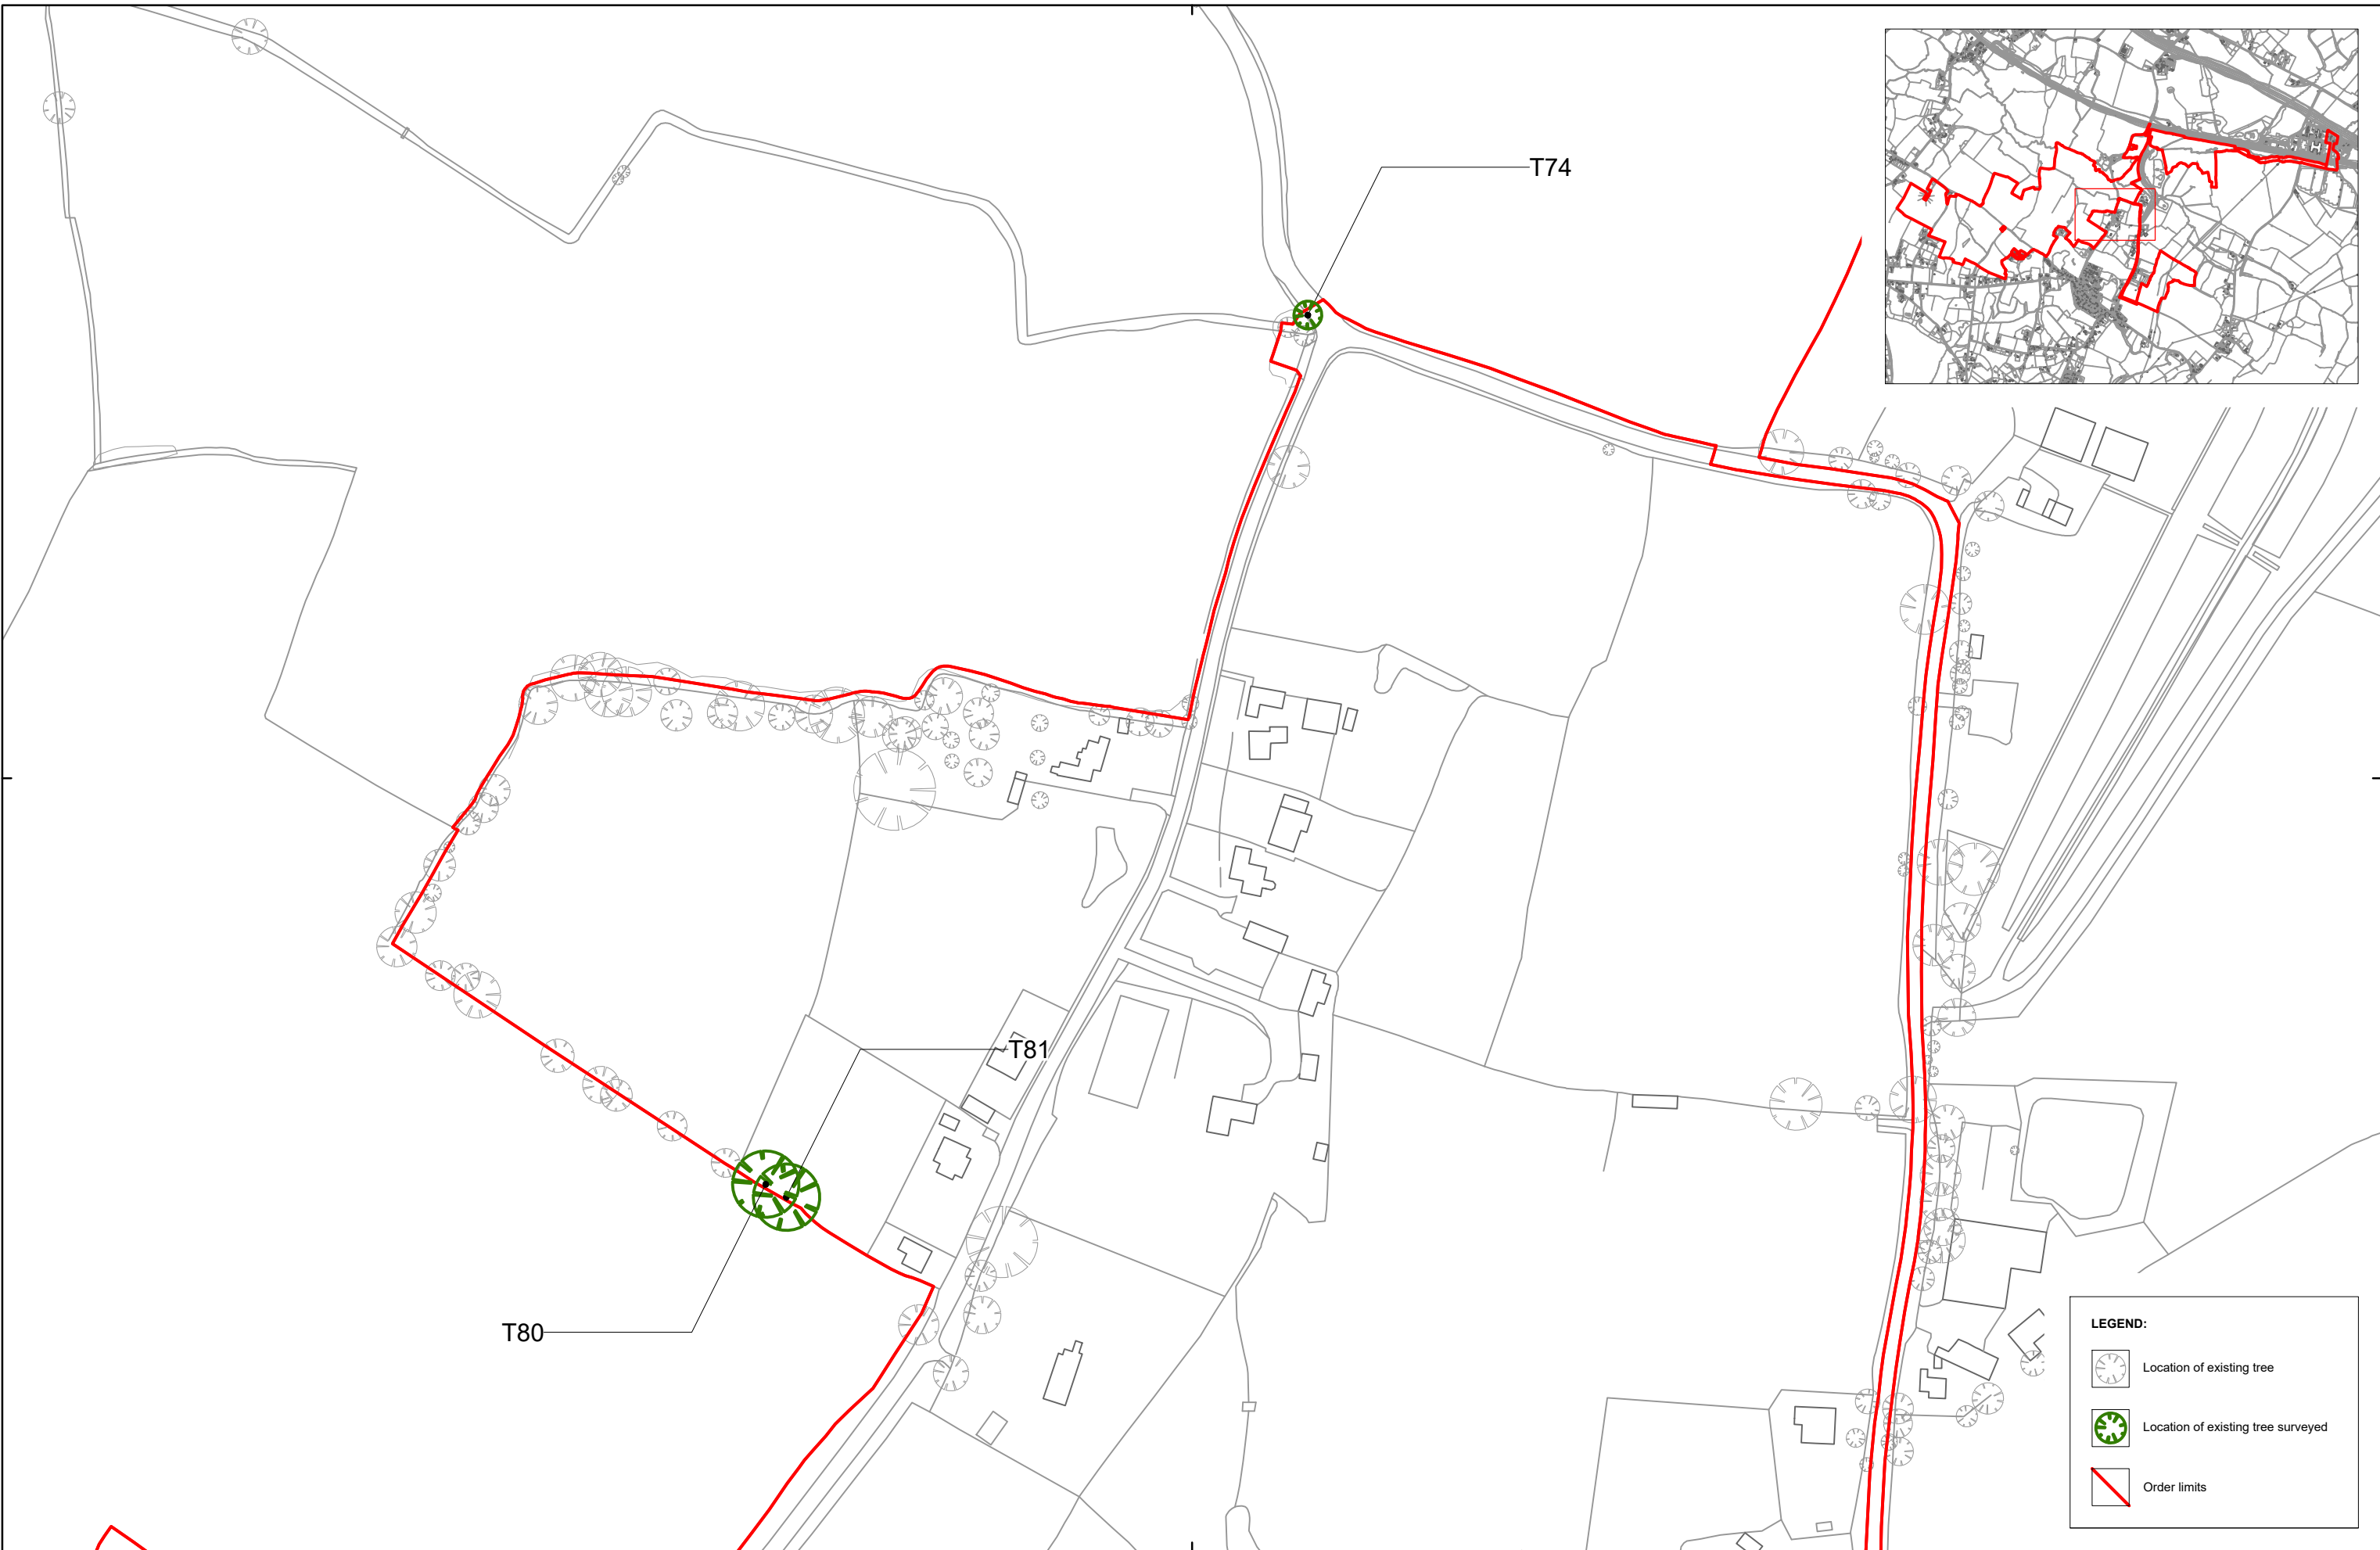 T74
T81
T80
LEGEND:
Location of existing tree
Location of existing tree surveyed
Order limits